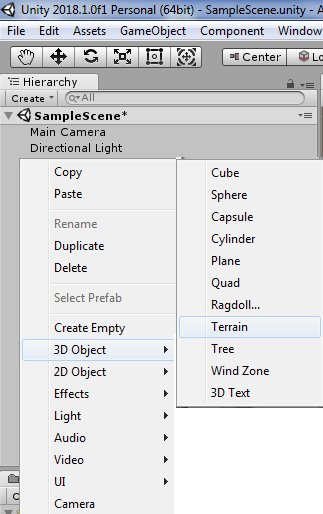 Unity 2018.1.0f1 Personal (64bit) - SampleScene.unity - A
File Edit Assets GameObject Component Window
Center Lo
Hierarchy
Create All
SampleScene*
Main Camera
Directional Light
Copy
Paste
Rename
Duplicate
Delete
Select Prefab
Create Empty
3D Object
2D Object
Effects
Light
Audio
Video
UI
Camera
Cube
Sphere
Capsule
Cylinder
Plane
Quad
Ragdoll...
Terrain
Tree
Wind Zone
3D Text